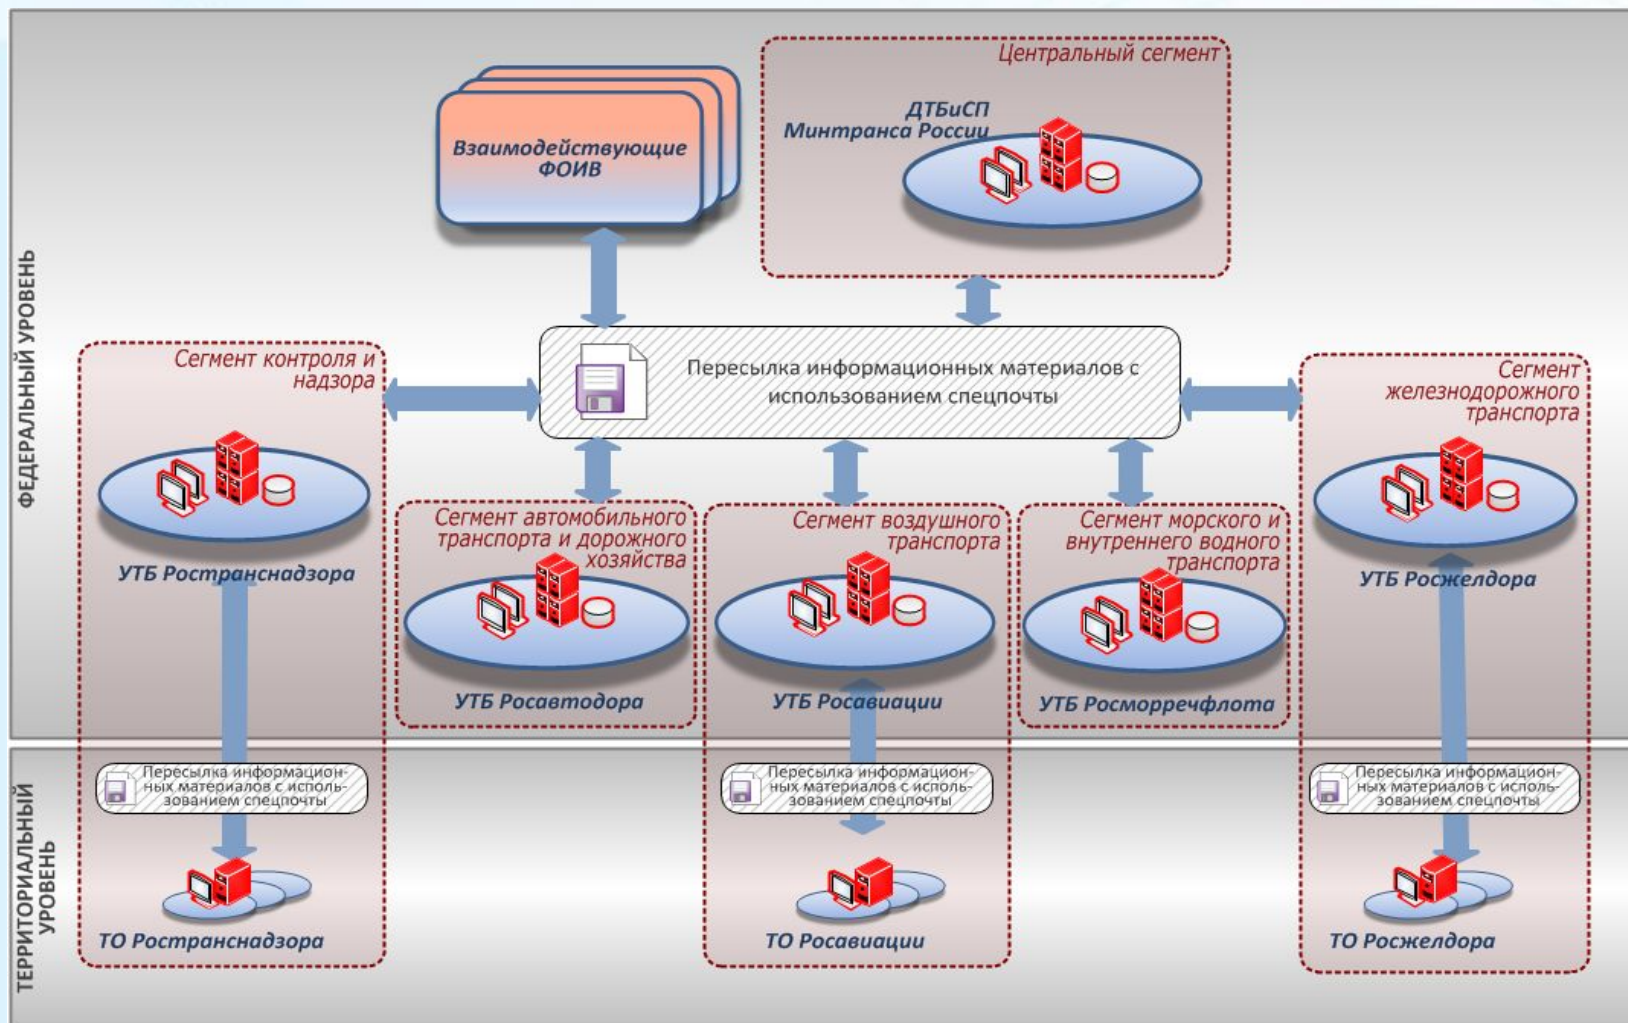 ФЕДЕРАЛЬНЫЙ УРОВЕНЬ
Взаимодействующие
ФОИВ
Центральный сегмент
ДТБиСП
Минтранса России
Пересылка информационных материалов с
использованием спецпочты
Сегмент контроля и
надзора
УТБ Ространснадзора
Сегмент автомобильного
транспорта и дорожного
хозяйства
УТБ Росавтодора
Сегмент воздушного
транспорта
УТБ Росавиации
Сегмент морского и
внутреннего водного
транспорта
УТБ Росморречфлота
Сегмент
железнодорожного
транспорта
УТБ Росжелдора
ТЕРРИТОРИАЛЬНЫЙ
УРОВЕНЬ
Пересылка информацион-
ных материалов с исполь-
зованием спецпочты
ТО Ространснадзора
Пересылка информацион-
ных материалов с исполь-
зованием спецпочты
ТО Росавиации
Пересылка информацион-
ных материалов с исполь-
зованием спецпочты
ТО Росжелдора